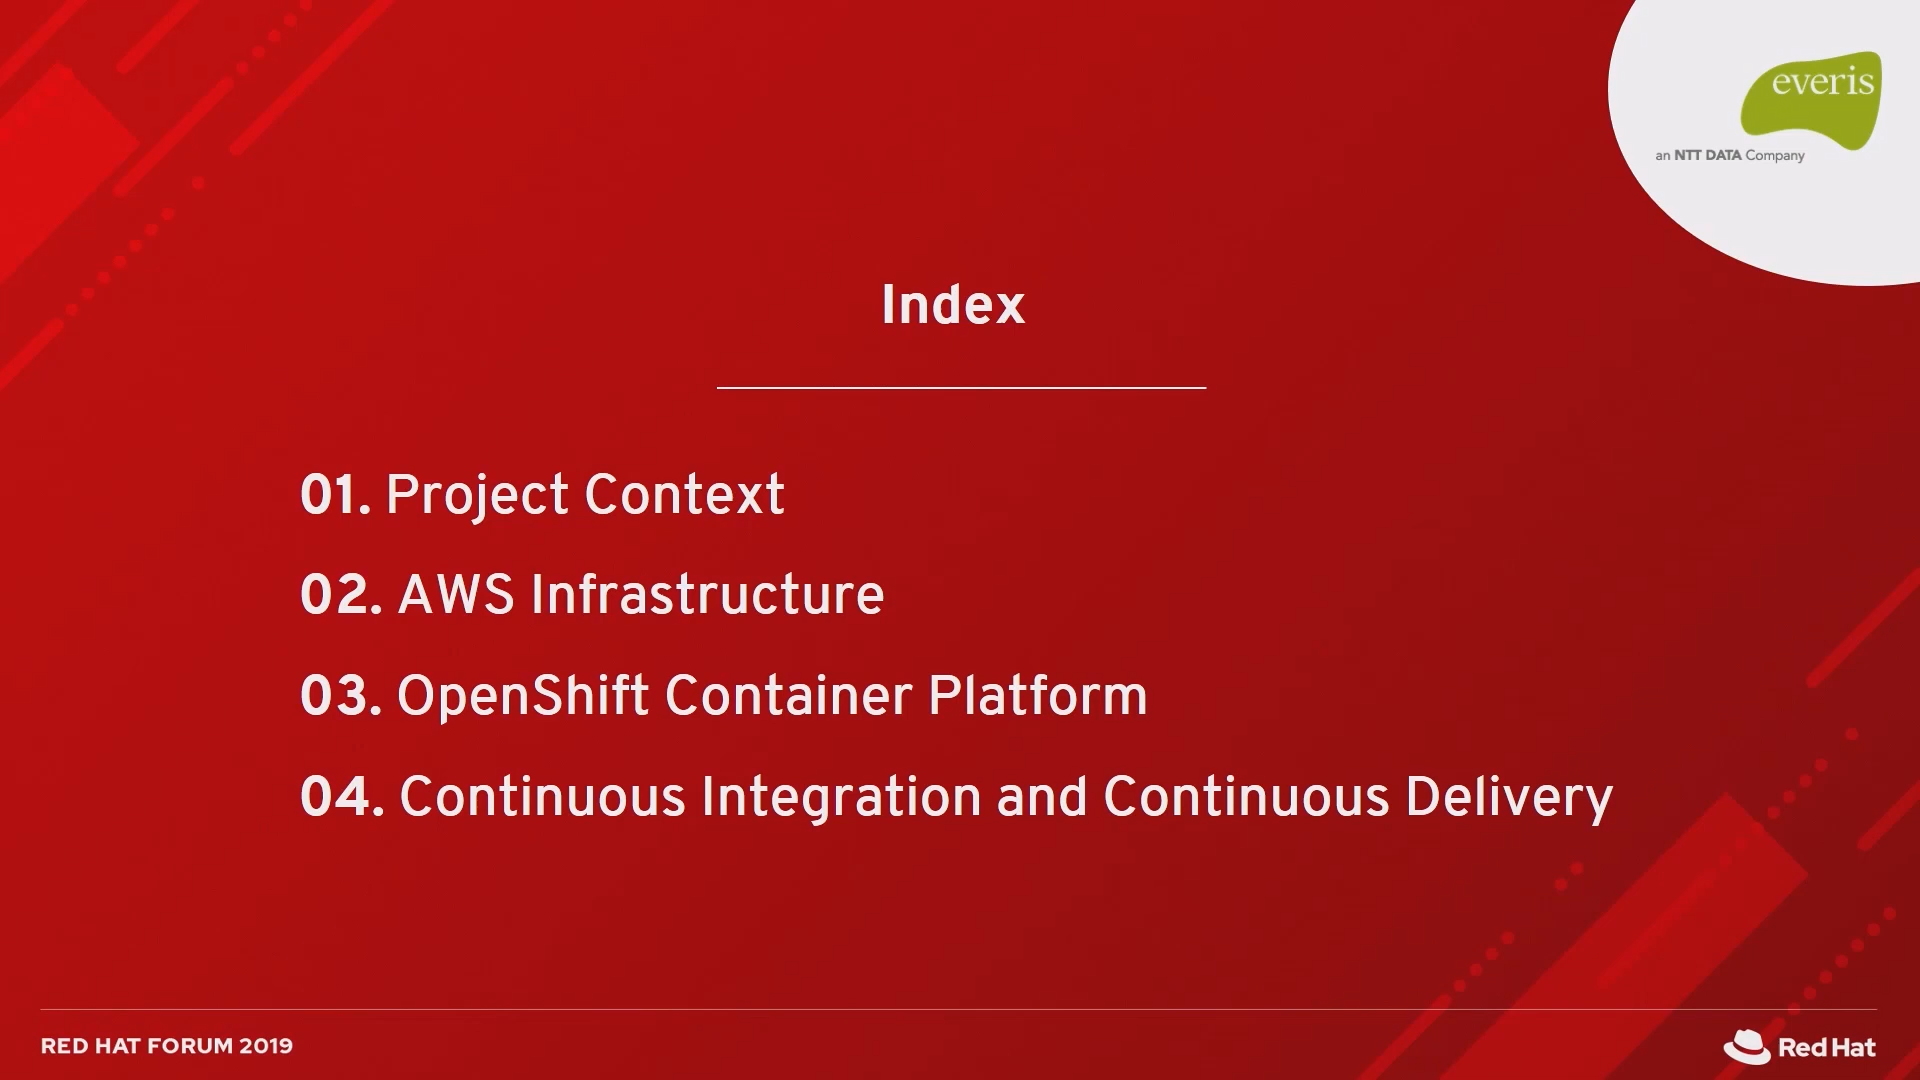 everis
an NTT DATA Company
Index
01. Project Context
02. AWS Infrastructure
03. OpenShift Container Platform
04. Continuous Integration and Continuous Delivery
RED HAT FORUM 2019
Red Hat